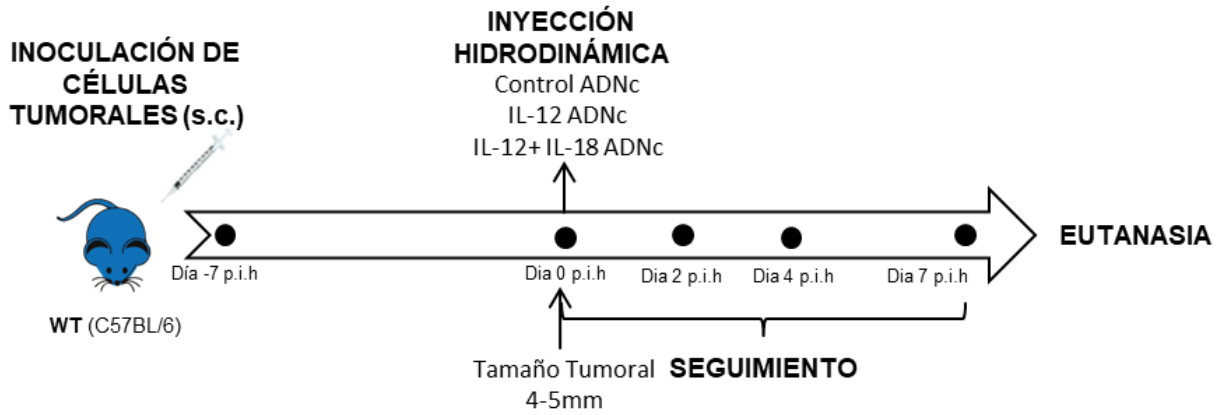 INOCULACIÓN DE
CÉLULAS
TUMORALES (s.c.)
INYECCIÓN
HIDRODINÁMICA
Control ADNc
IL-12 ADNc
IL-12+ IL-18 ADNc
EUTANASIA
Día -7 p.i.h
Dia 0 p.i.h
Dia 2 p.i.h
Dia 4 p.i.h
Dia 7 p.i.h
WT (C57BL/6)
Tamaño Tumoral
4-5mm
SEGUIMIENTO